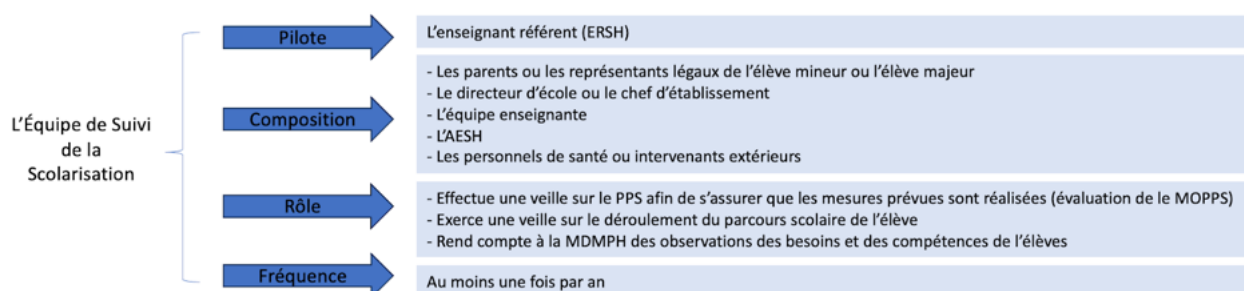 L'Équipe de Suivi
de la
Scolarisation
Pilote
L'enseignant référent (ERSH)
Composition
- Les parents ou les représentants légaux de l'élève mineur ou l'élève majeur
- Le directeur d'école ou le chef d'établissement
- L'équipe enseignante
- L'AESH
- Les personnels de santé ou intervenants extérieurs
Rôle
- Effectue une veille sur le PPS afin de s'assurer que les mesures prévues sont réalisées (évaluation de le MOPPS)
- Exerce une veille sur le déroulement du parcours scolaire de l'élève
- Rend compte à la MDMPH des observations des besoins et des compétences de l'élèves
Fréquence
Au moins une fois par an